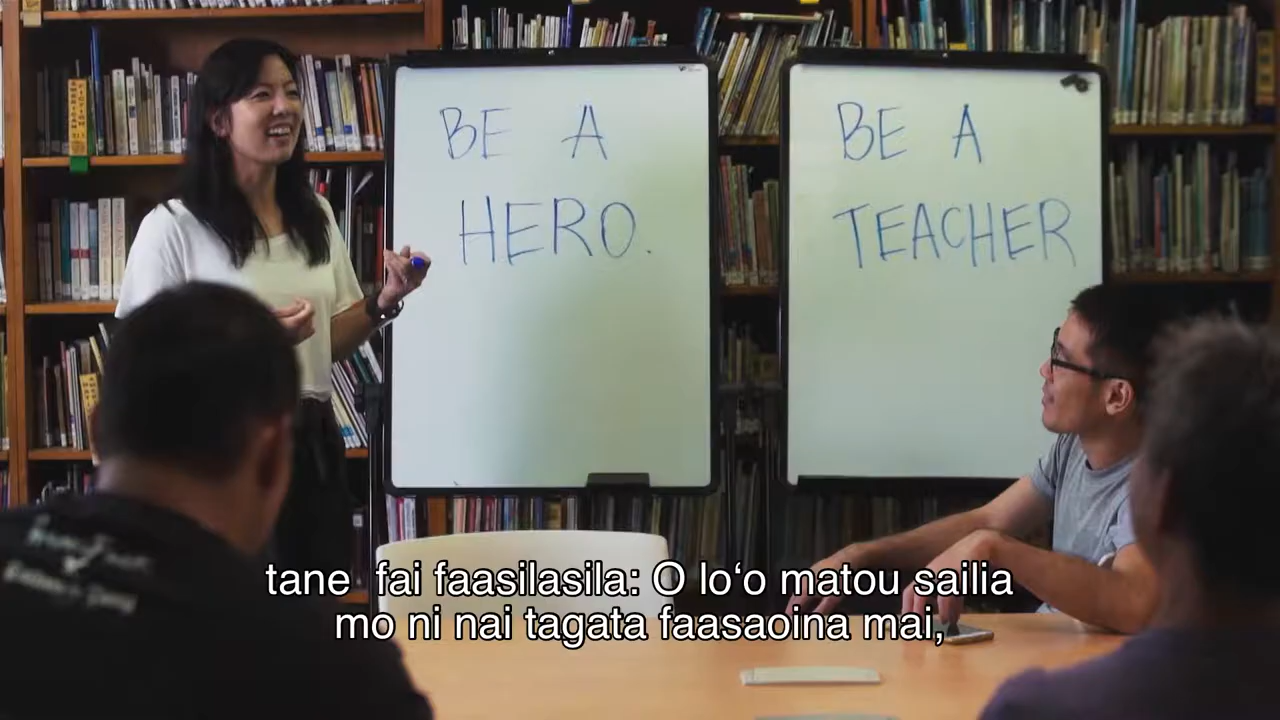 BE A
HERO.
BE A
TEACHER
tane fai faasilasila: O lo‘o matou sailia
mo ni nai tagata faasaoina mai,